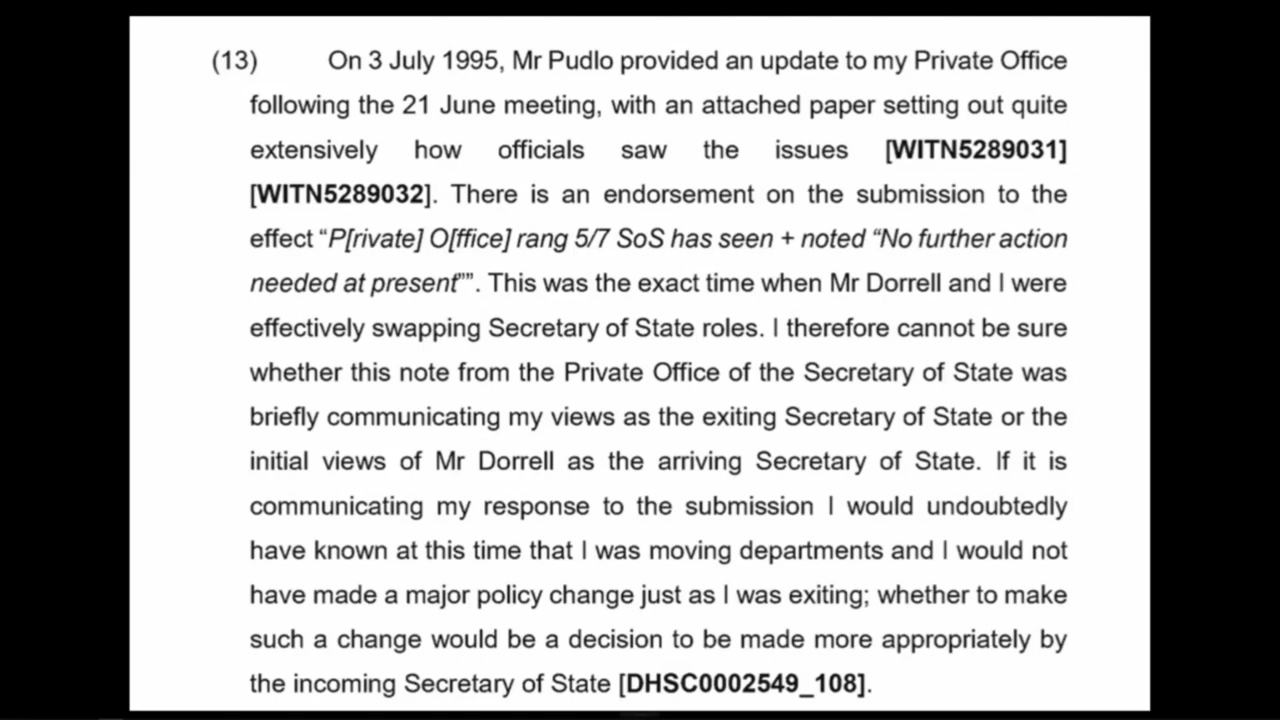 (13) On 3 July 1995, Mr Pudlo provided an update to my Private Office
following the 21 June meeting, with an attached paper setting out quite
extensively how officials saw the issues [WITN5289031]
[WITN5289032]. There is an endorsement on the submission to the
effect “P[rivate] O[ffice] rang 5/7 SoS has seen + noted “No further action
needed at present””. This was the exact time when Mr Dorrell and I were
effectively swapping Secretary of State roles. I therefore cannot be sure
whether this note from the Private Office of the Secretary of State was
briefly communicating my views as the exiting Secretary of State or the
initial views of Mr Dorrell as the arriving Secretary of State. If it is
communicating my response to the submission I would undoubtedly
have known at this time that I was moving departments and I would not
have made a major policy change just as I was exiting; whether to make
such a change would be a decision to be made more appropriately by
the incoming Secretary of State [DHSC0002549_108].